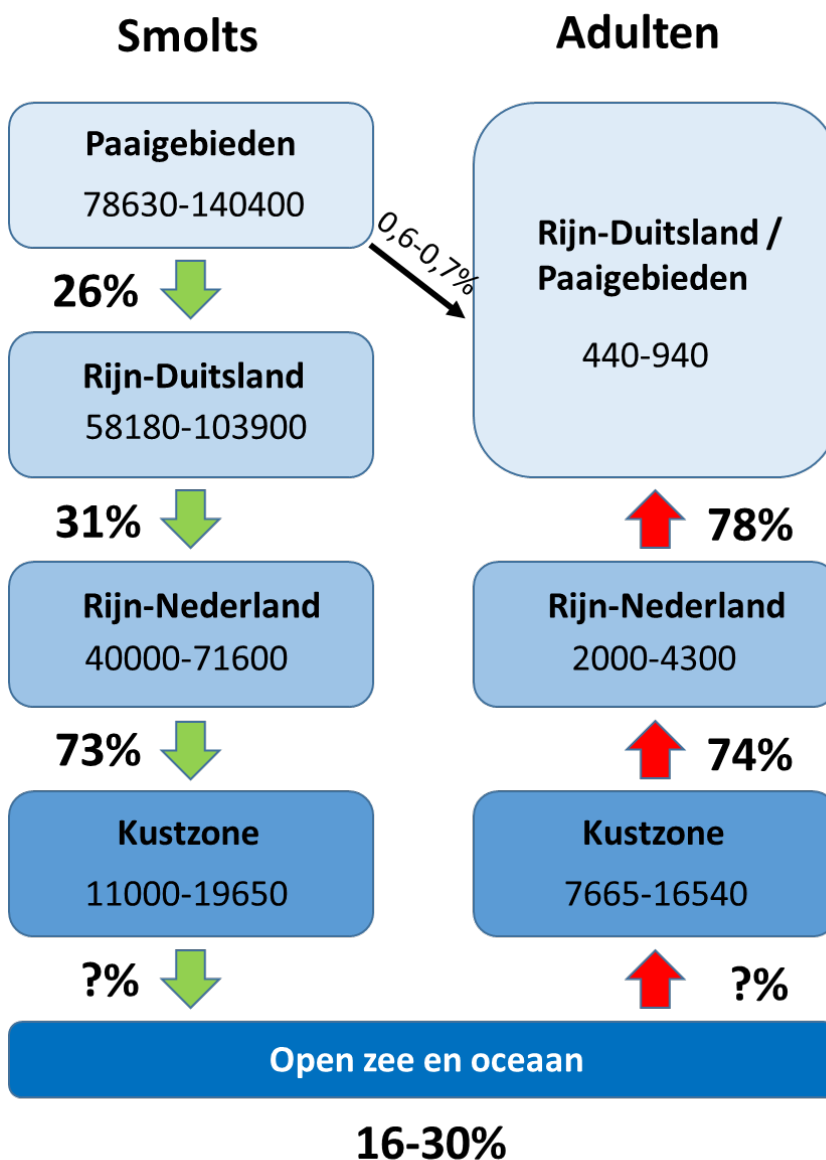 Smolts
Adulten
Paaigebieden
78630-140400
0,6-0,7%
Rijn-Duitsland /
Paaigebieden
440-940
26%
Rijn-Duitsland
58180-103900
31%
78%
Rijn-Nederland
40000-71600
Rijn-Nederland
2000-4300
73%
74%
Kustzone
11000-19650
Kustzone
7665-16540
?%
?%
Open zee en oceaan
16-30%